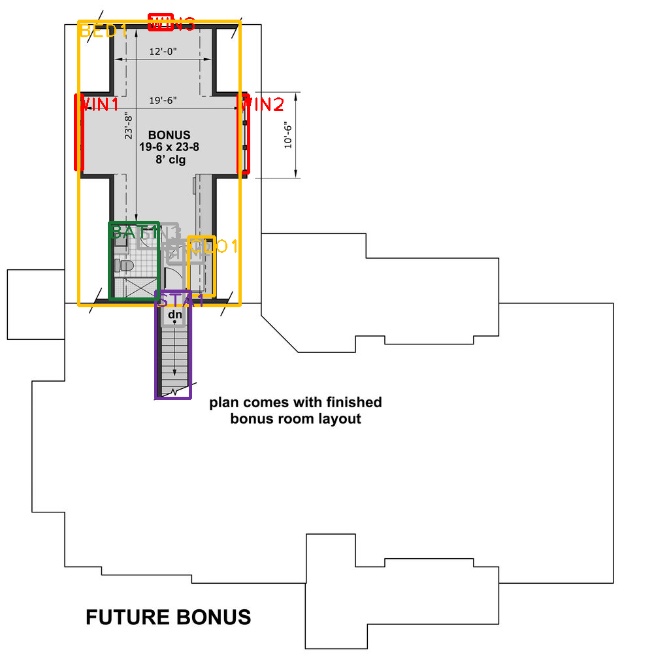 WIN3
BED1
12'-0"
WIN1
19'-6"
WIN2
23'-8"
10'-6"
BONUS
19-6 x 23-8
8' clg
BAT1
CLO1
STA1
dn
plan comes with finished
bonus room layout
FUTURE BONUS